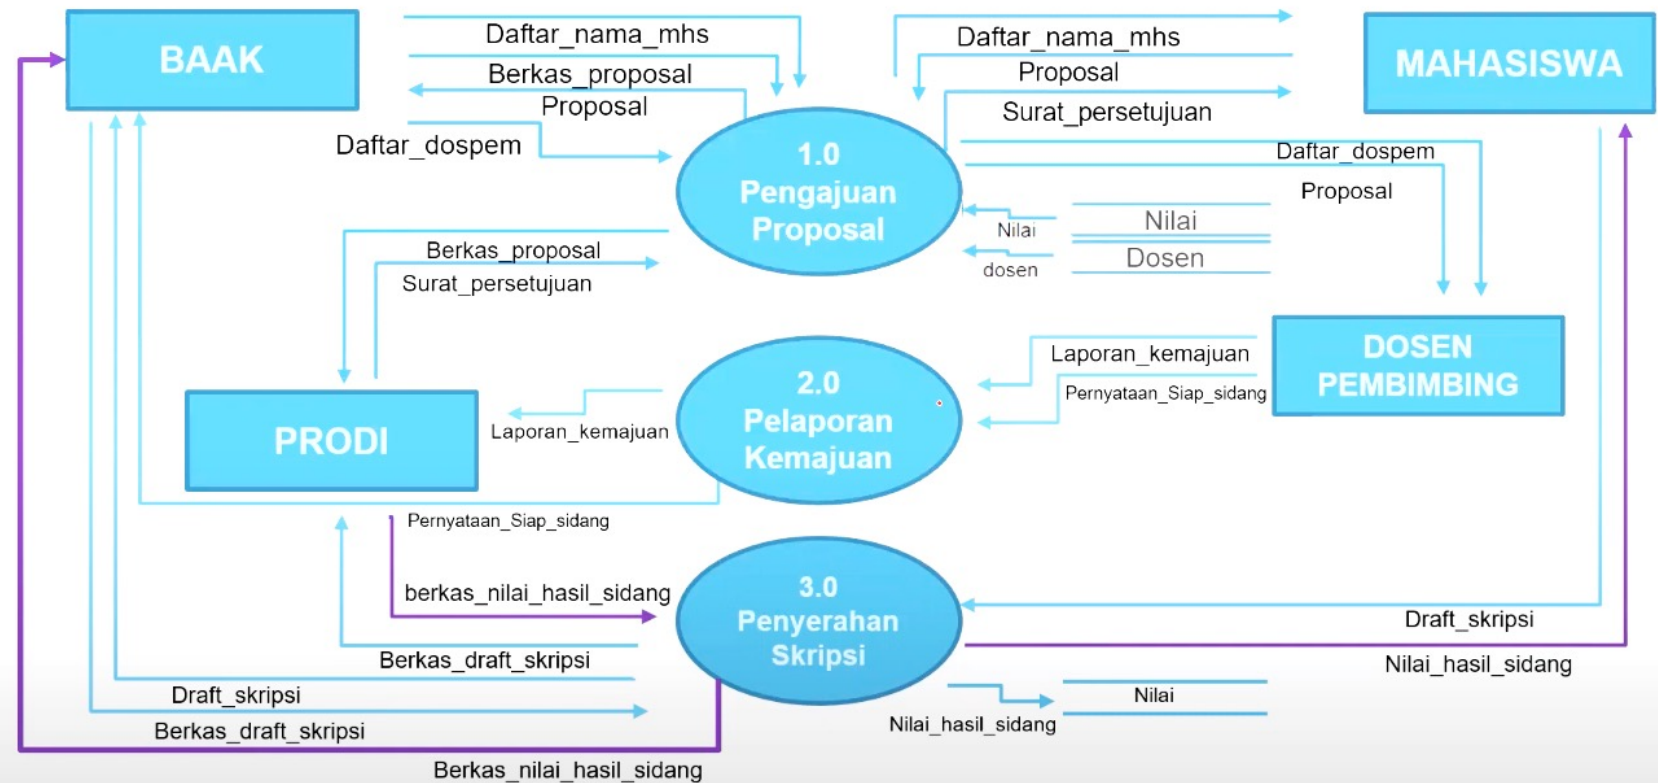 BAAK
Daftar_nama_mhs
Berkas_proposal
Proposal
Daftar_dospem
Daftar_nama_mhs
Proposal
Surat_persetujuan
MAHASISWA
1.0
Pengajuan
Proposal
Daftar_dospem
Proposal
Nilai
Nilai
dosen
Dosen
Berkas_proposal
Surat_persetujuan
PRODI
Laporan_kemajuan
2.0
Pelaporan
Kemajuan
Laporan_kemajuan
Pernyataan_Siap_sidang
DOSEN
PEMBIMBING
Pernyataan_Siap_sidang
berkas_nilai_hasil_sidang
3.0
Penyerahan
Skripsi
Draft_skripsi
Nilai_hasil_sidang
Berkas_draft_skripsi
Draft_skripsi
Berkas_draft_skripsi
Nilai_hasil_sidang
Nilai
Berkas_nilai_hasil_sidang